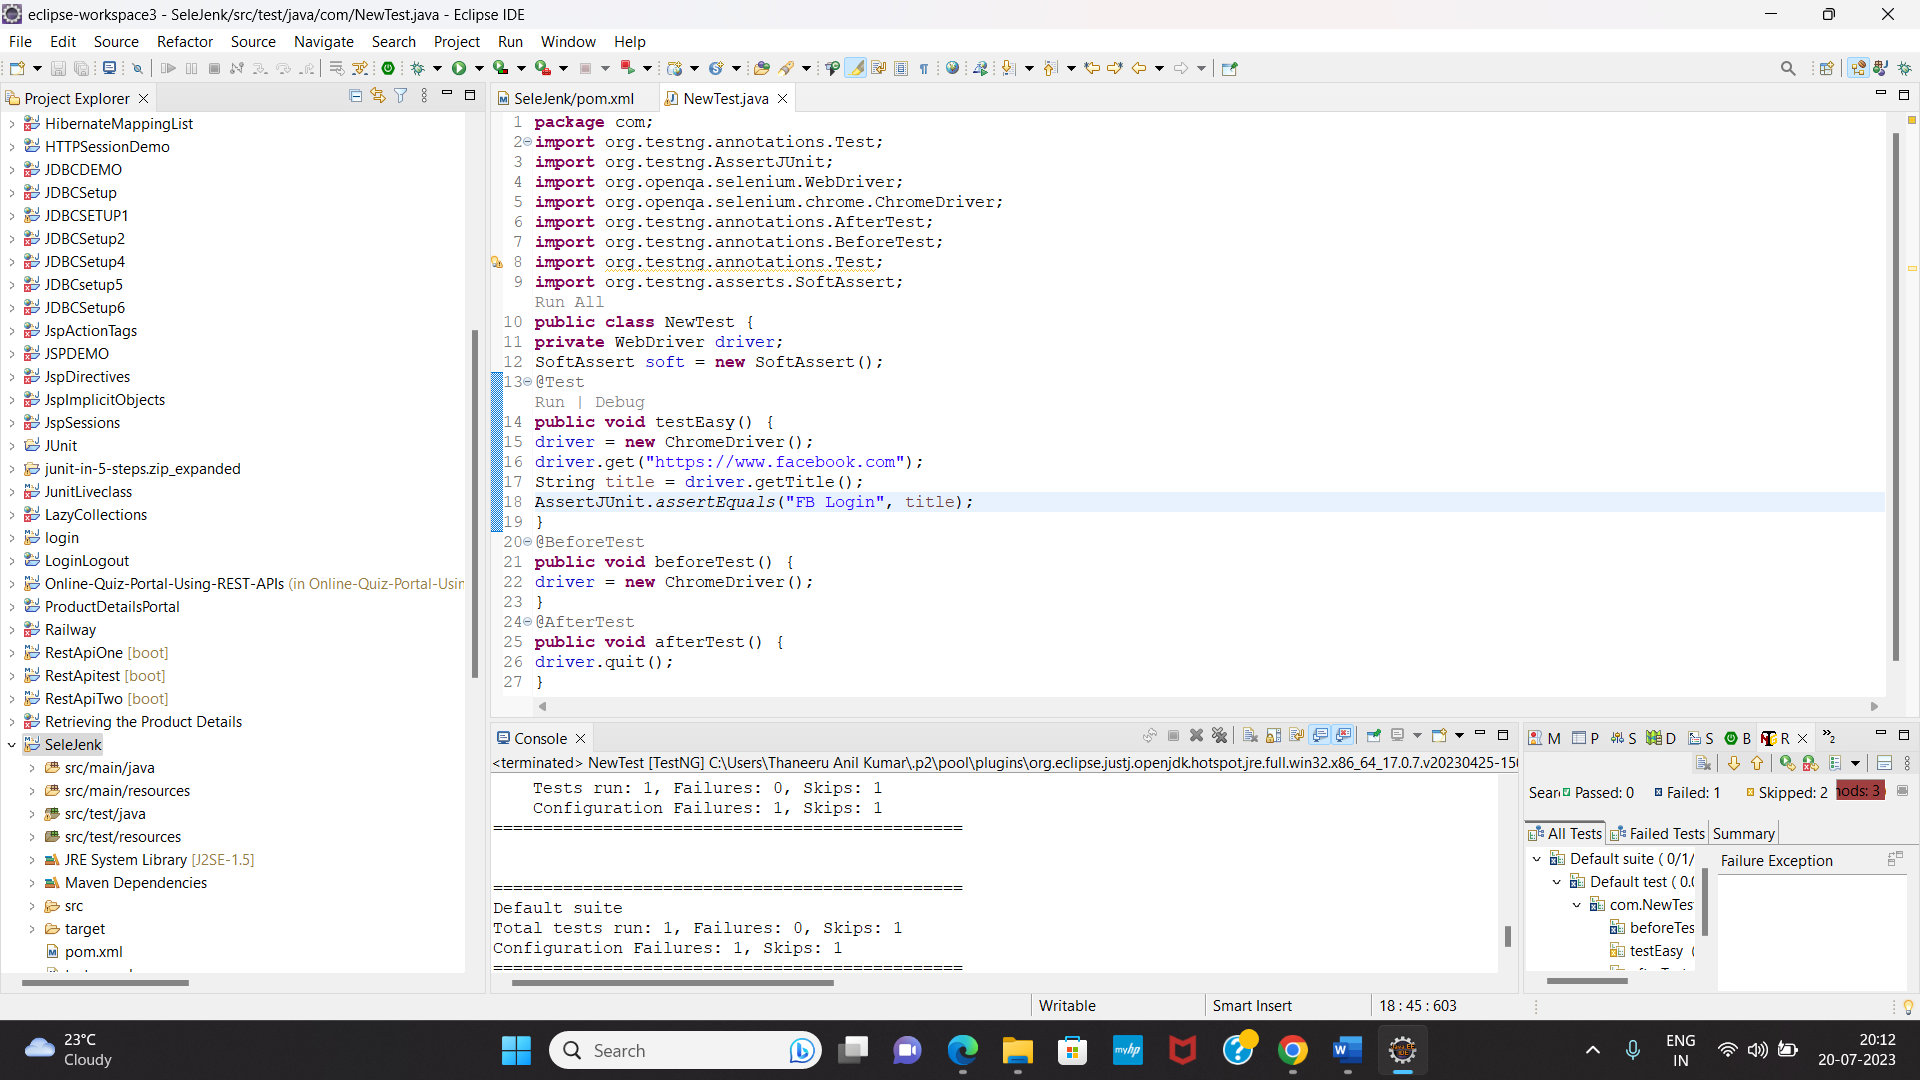 eclipse-workspace3 - SeleJenk/src/test/java/com/NewTest.java - Eclipse IDE
File Edit Source Refactor Source Navigate Search Project Run Window Help
Project Explorer
HibernateMappingList
HTTPSessionDemo
JDBCDEMO
JDBCSetup
JDBCSETUP1
JDBCSetup2
JDBCSetup4
JDBCsetup5
JDBCSetup6
JspActionTags
JSPDEMO
JspDirectives
JspImplicitObjects
JspSessions
JUnit
junit-in-5-steps.zip_expanded
JunitLiveclass
LazyCollections
login
LoginLogout
Online-Quiz-Portal-Using-REST-APIs (in Online-Quiz-Portal-Usin
ProductDetailsPortal
Railway
RestApiOne [boot]
RestApitest [boot]
RestApiTwo [boot]
Retrieving the Product Details
SeleJenk
src/main/java
src/main/resources
src/test/java
src/test/resources
JRE System Library [J2SE-1.5]
Maven Dependencies
src
target
pom.xml
SeleJenk/pom.xml NewTest.java
1 package com;
2 import org.testng.annotations.Test;
3 import org.testng.AssertJUnit;
4 import org.openqa.selenium.WebDriver;
5 import org.openqa.selenium.chrome.ChromeDriver;
6 import org.testng.annotations.AfterTest;
7 import org.testng.annotations.BeforeTest;
8 import org.testng.annotations.Test;
9 import org.testng.asserts.SoftAssert;
Run All
10 public class NewTest {
11 private WebDriver driver;
12 SoftAssert soft = new SoftAssert();
13 @Test
Run | Debug
14 public void testEasy() {
15 driver = new ChromeDriver();
16 driver.get("https://www.facebook.com");
17 String title = driver.getTitle();
18 AssertJUnit.assertEquals("FB Login", title);
19 }
20 @BeforeTest
21 public void beforeTest() {
22 driver = new ChromeDriver();
23 }
24 @AfterTest
25 public void afterTest() {
26 driver.quit();
27 }
Console
<terminated> NewTest [TestNG] C:\Users\Thaneeru Anil Kumar\.p2\pool\plugins\org.eclipse.justj.openjdk.hotspot.jre.full.win32.x86_64_17.0.7.v20230425-150
Tests run: 1, Failures: 0, Skips: 1
Configuration Failures: 1, Skips: 1
===============================================
===============================================
Default suite
Total tests run: 1, Failures: 0, Skips: 1
Configuration Failures: 1, Skips: 1
===============================================
M P S D S B R »2
Sear Passed: 0 Failed: 1 Skipped: 2 nods: 3
All Tests Failed Tests Summary
Default suite ( 0/1/
Default test ( 0.0
com.NewTes
beforeTes
testEasy (
Failure Exception
Writable Smart Insert 18 : 45 : 603
23°C
Cloudy
Search
myhp
ENG
IN
20:12
20-07-2023